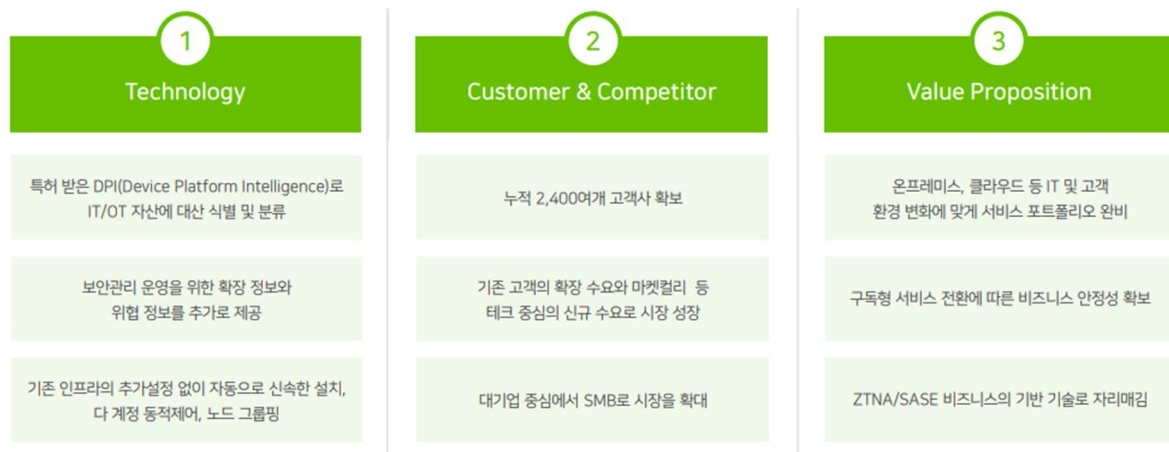 1
Technology
특허 받은 DPI(Device Platform Intelligence)로
IT/OT 자산에 대산 식별 및 분류
보안관리 운영을 위한 확장 정보와
위협 정보를 추가로 제공
기존 인프라의 추가설정 없이 자동으로 신속한 설치,
다 계정 동적제어, 노드 그룹핑
2
Customer & Competitor
누적 2,400여개 고객사 확보
기존 고객의 확장 수요와 마켓컬리 등
테크 중심의 신규 수요로 시장 성장
대기업 중심에서 SMB로 시장을 확대
3
Value Proposition
온프레미스, 클라우드 등 IT 및 고객
환경 변화에 맞게 서비스 포트폴리오 완비
구독형 서비스 전환에 따른 비즈니스 안정성 확보
ZTNA/SASE 비즈니스의 기반 기술로 자리매김